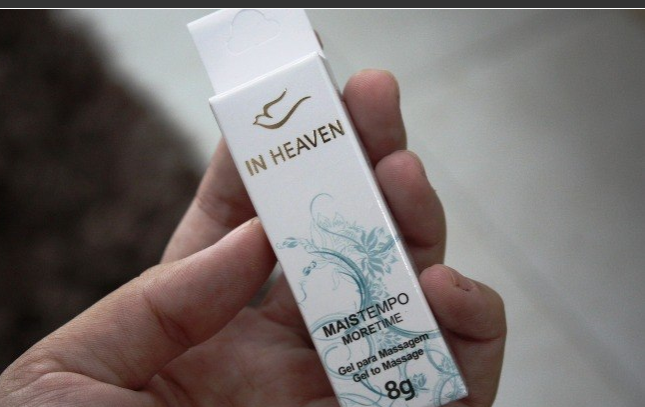 IN HEAVEN
MAISTEMPO
MORETIME
Gel para Massagem
Gel to Massage
8g